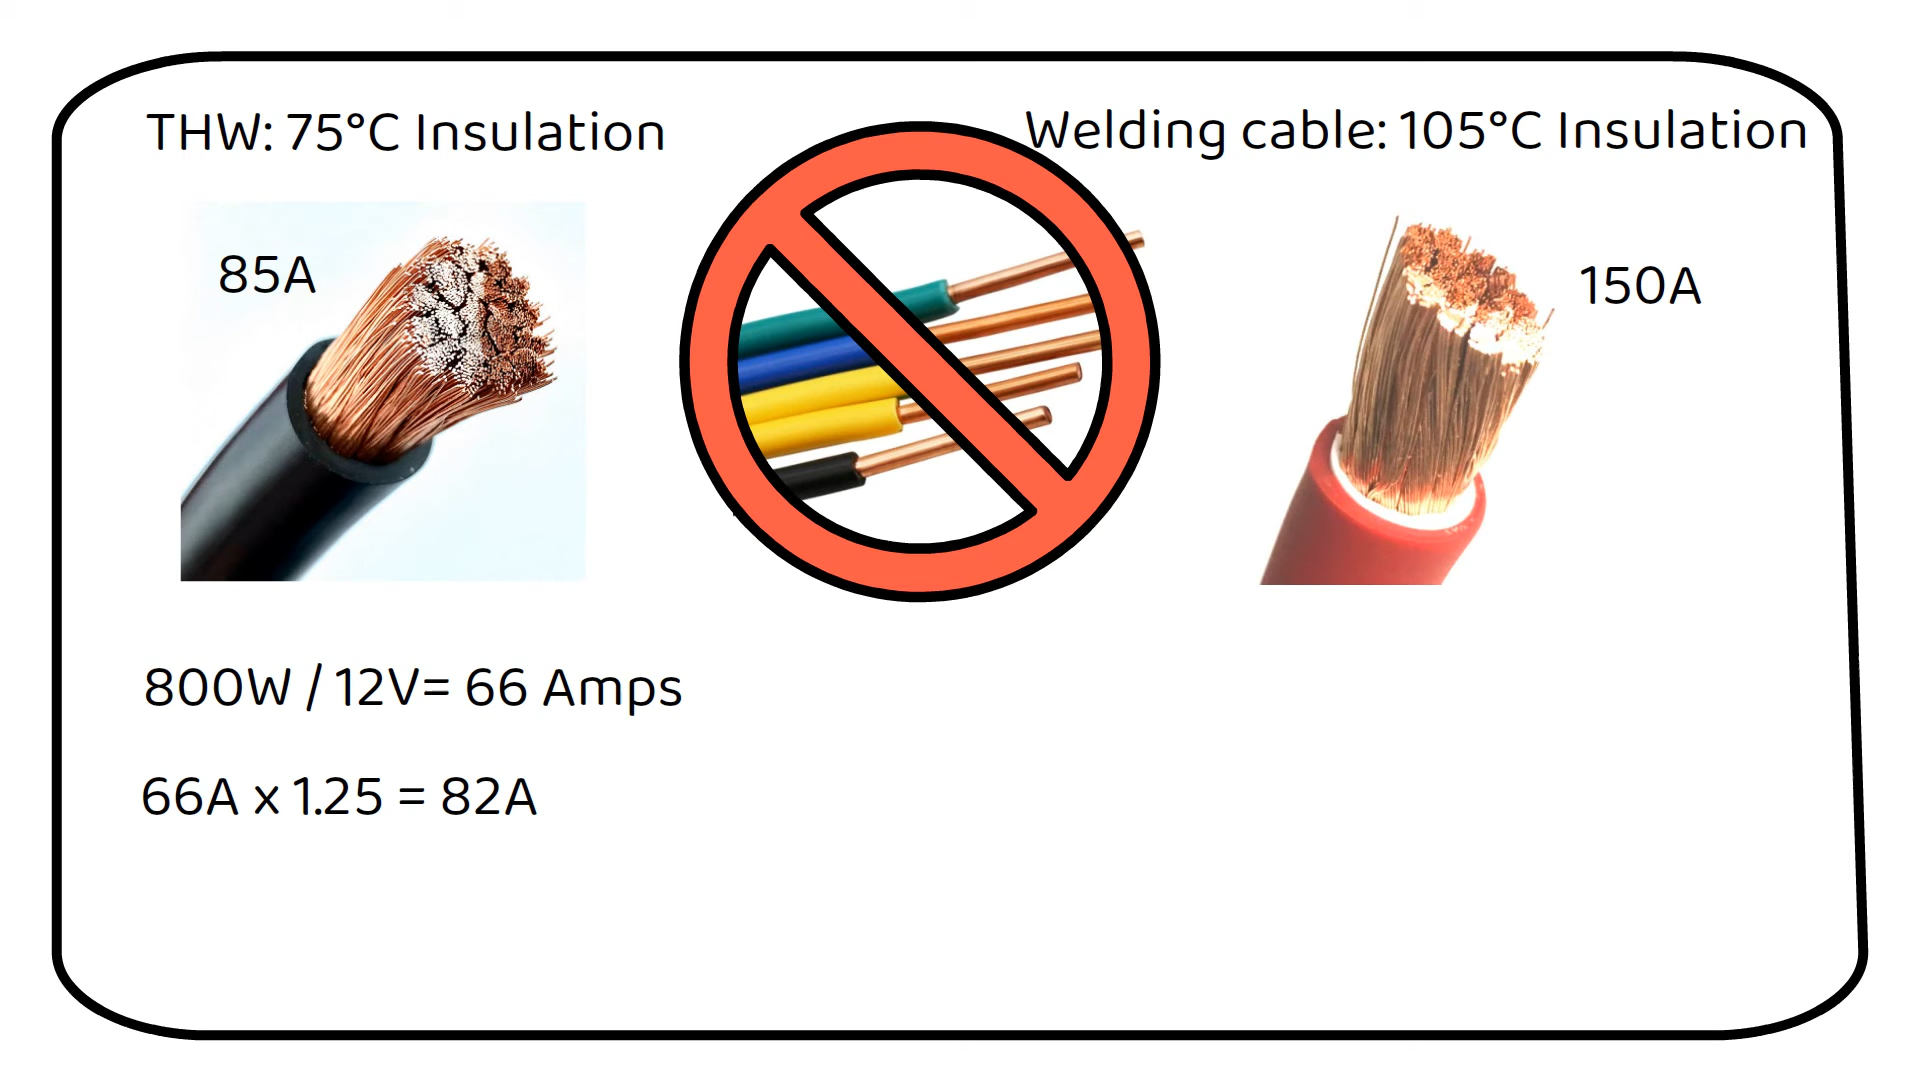 THW: 75°C Insulation
Welding cable: 105°C Insulation
85A
150A
800W / 12V= 66 Amps
66A x 1.25 = 82A